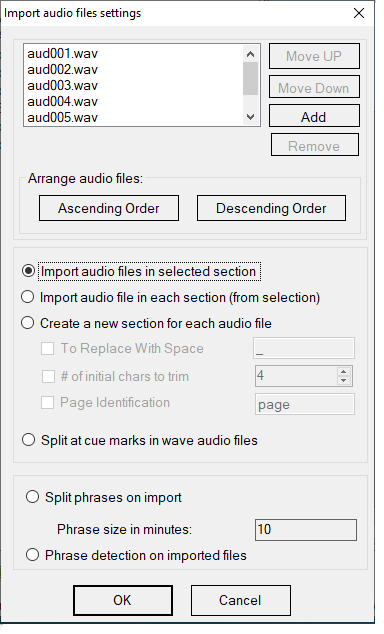 Import audio files settings
aud001.wav
aud002.wav
aud003.wav
aud004.wav
aud005.wav
Move UP
Move Down
Add
Remove
Arrange audio files:
Ascending Order
Descending Order
Import audio files in selected section
Import audio file in each section (from selection)
Create a new section for each audio file
To Replace With Space _
# of initial chars to trim 4
Page Identification page
Split at cue marks in wave audio files
Split phrases on import
Phrase size in minutes: 10
Phrase detection on imported files
OK Cancel